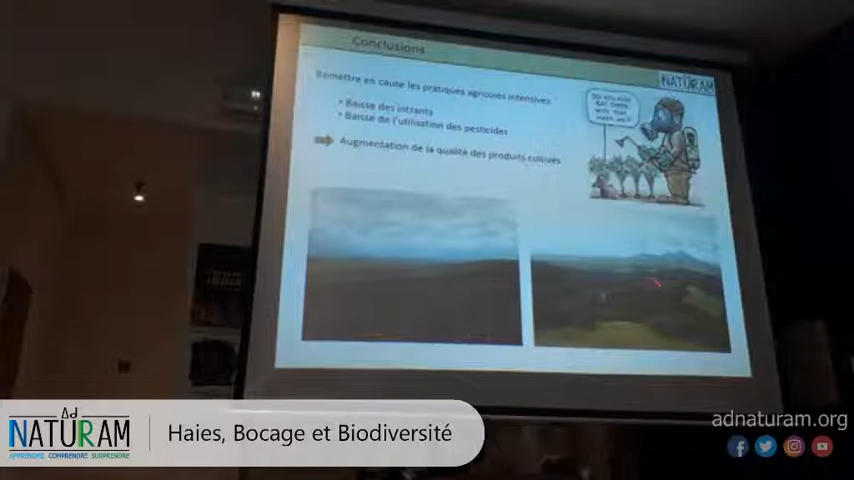 Conclusions
NATURAM
Remettre en cause les pratiques agricoles intensives
• Baisse des intrants
• Baisse de l'utilisation des pesticides
Augmentation de la qualité des produits cultivés
Ad
NATURAM
APPRENDRE, COMPRENDRE, SURPRENDRE
Haies, Bocage et Biodiversité
adnaturam.org